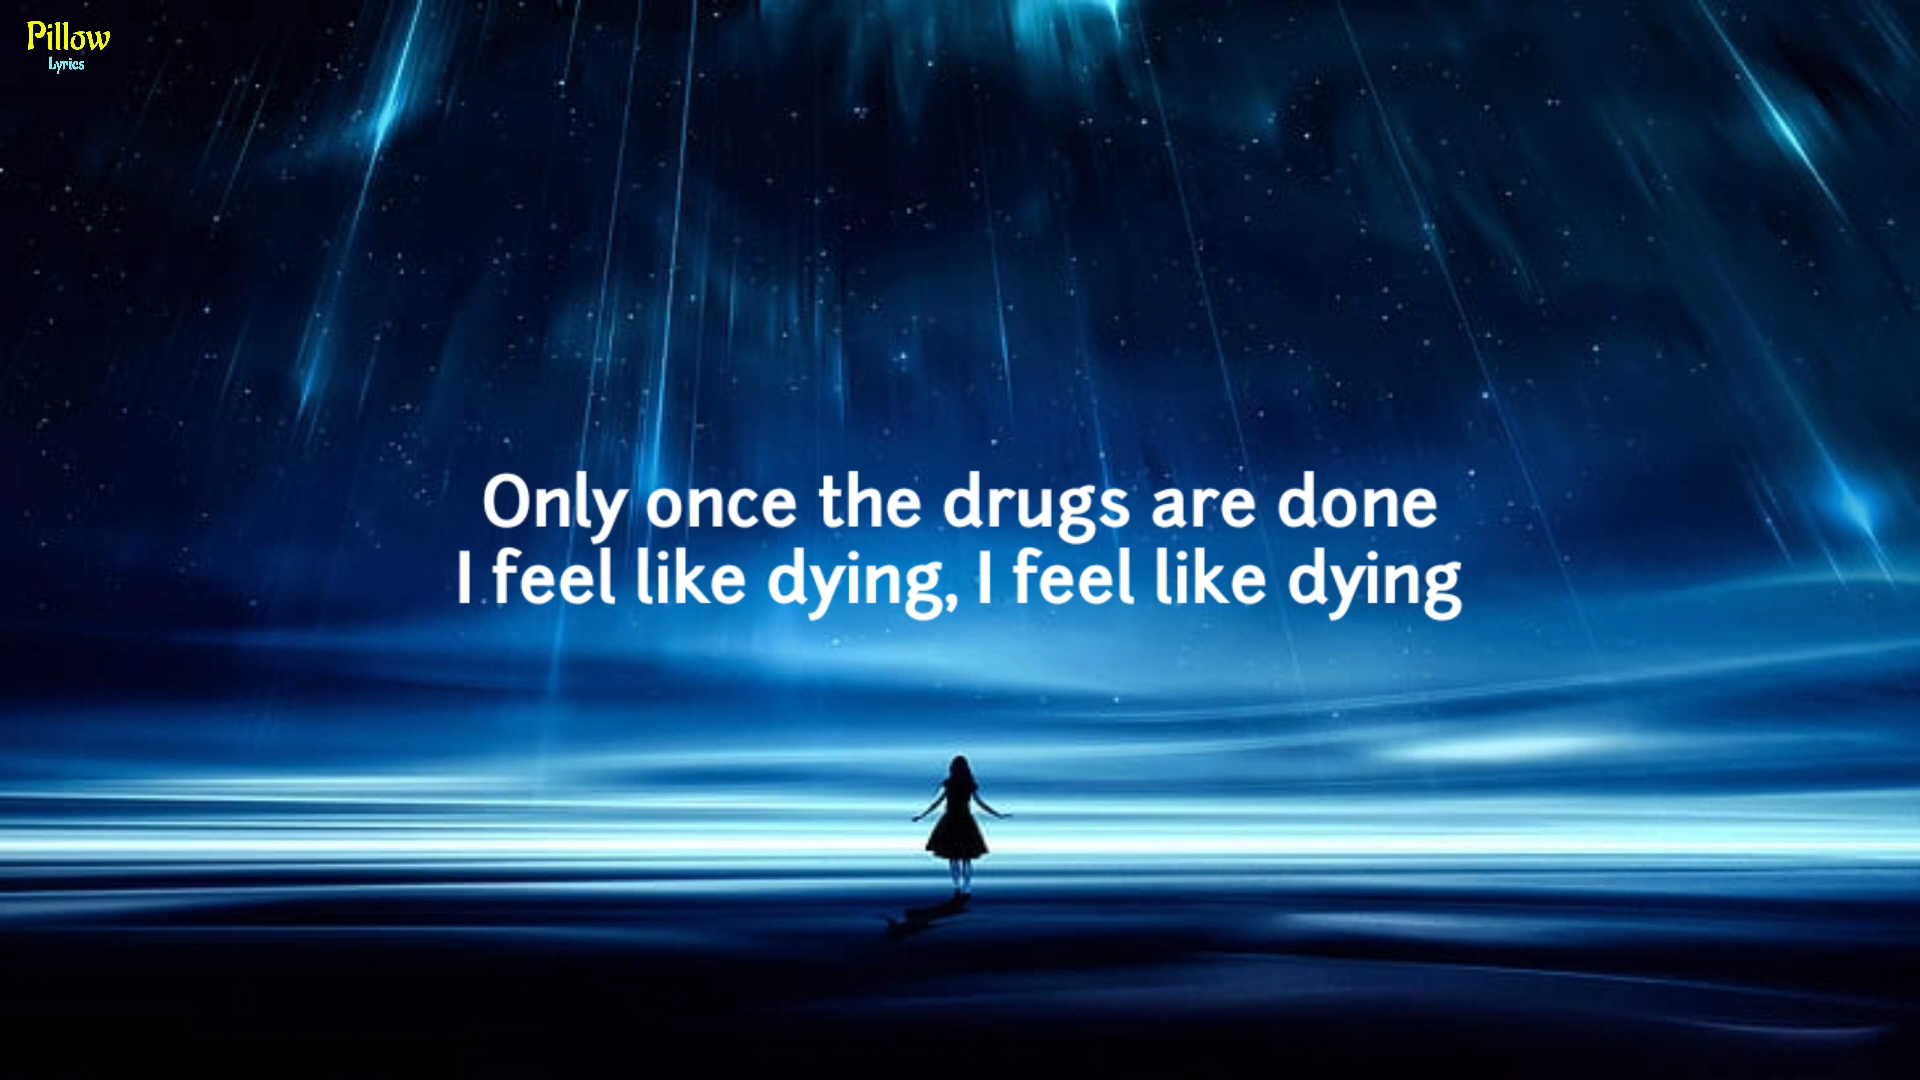 Pillow
Lyrics
Only once the drugs are done
I feel like dying, I feel like dying